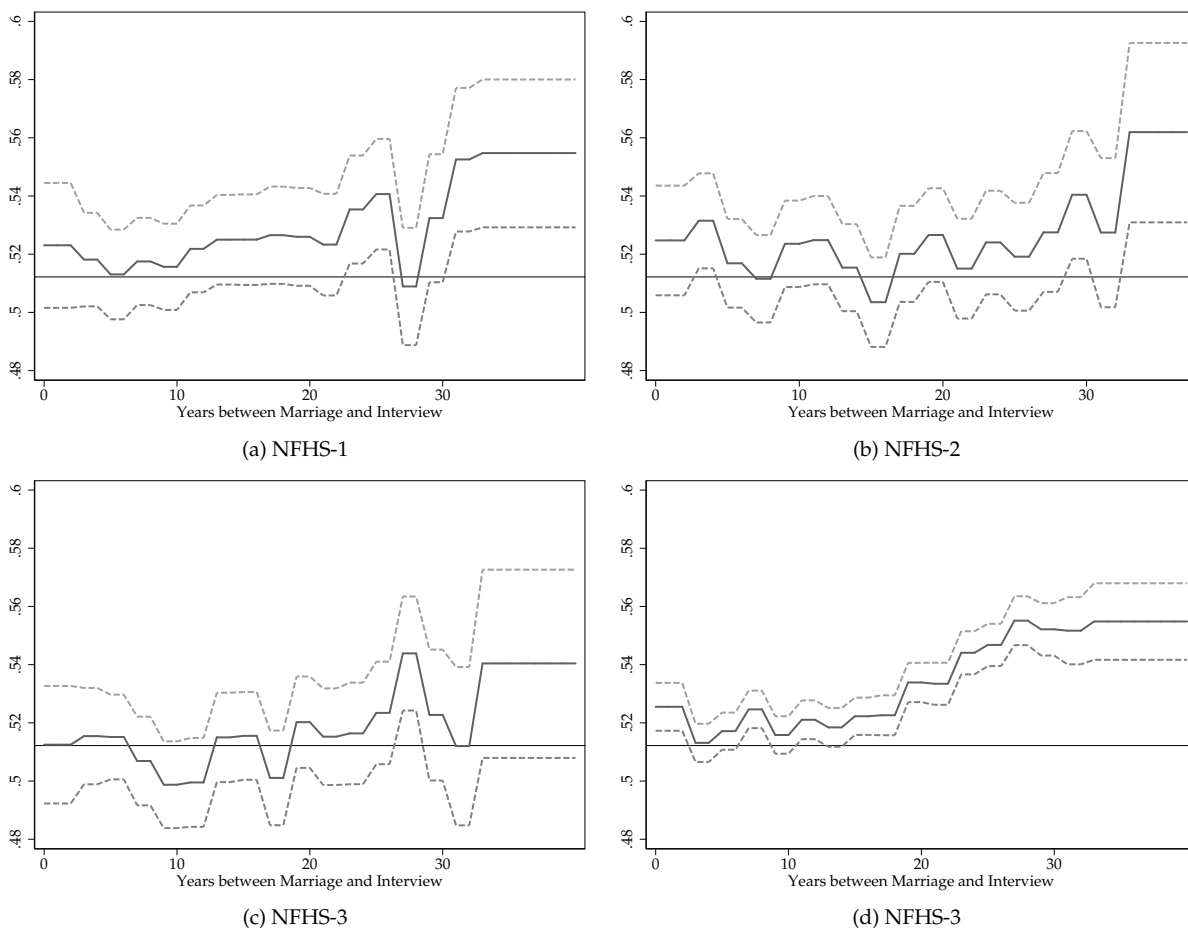 .6
.58
.56
.54
.52
.5
.48
0 10 20 30
Years between Marriage and Interview
(a) NFHS-1
.6
.58
.56
.54
.52
.5
.48
0 10 20 30
Years between Marriage and Interview
(b) NFHS-2
.6
.58
.56
.54
.52
.5
.48
0 10 20 30
Years between Marriage and Interview
(c) NFHS-3
.6
.58
.56
.54
.52
.5
.48
0 10 20 30
Years between Marriage and Interview
(d) NFHS-3